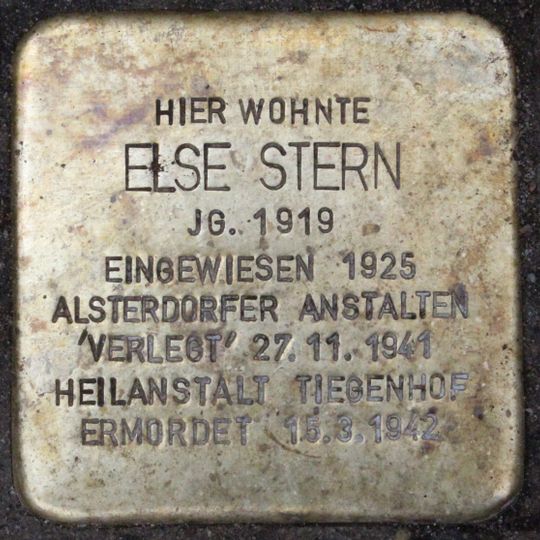 HIER WOHNTE
ELSE STERN
JG. 1919
EINGEWIESEN 1925
ALSTERDORFER ANSTALTEN
'VERLEGT' 27.11.1941
HEILANSTALT TIEGENHOF
ERMORDET 15.3.1942